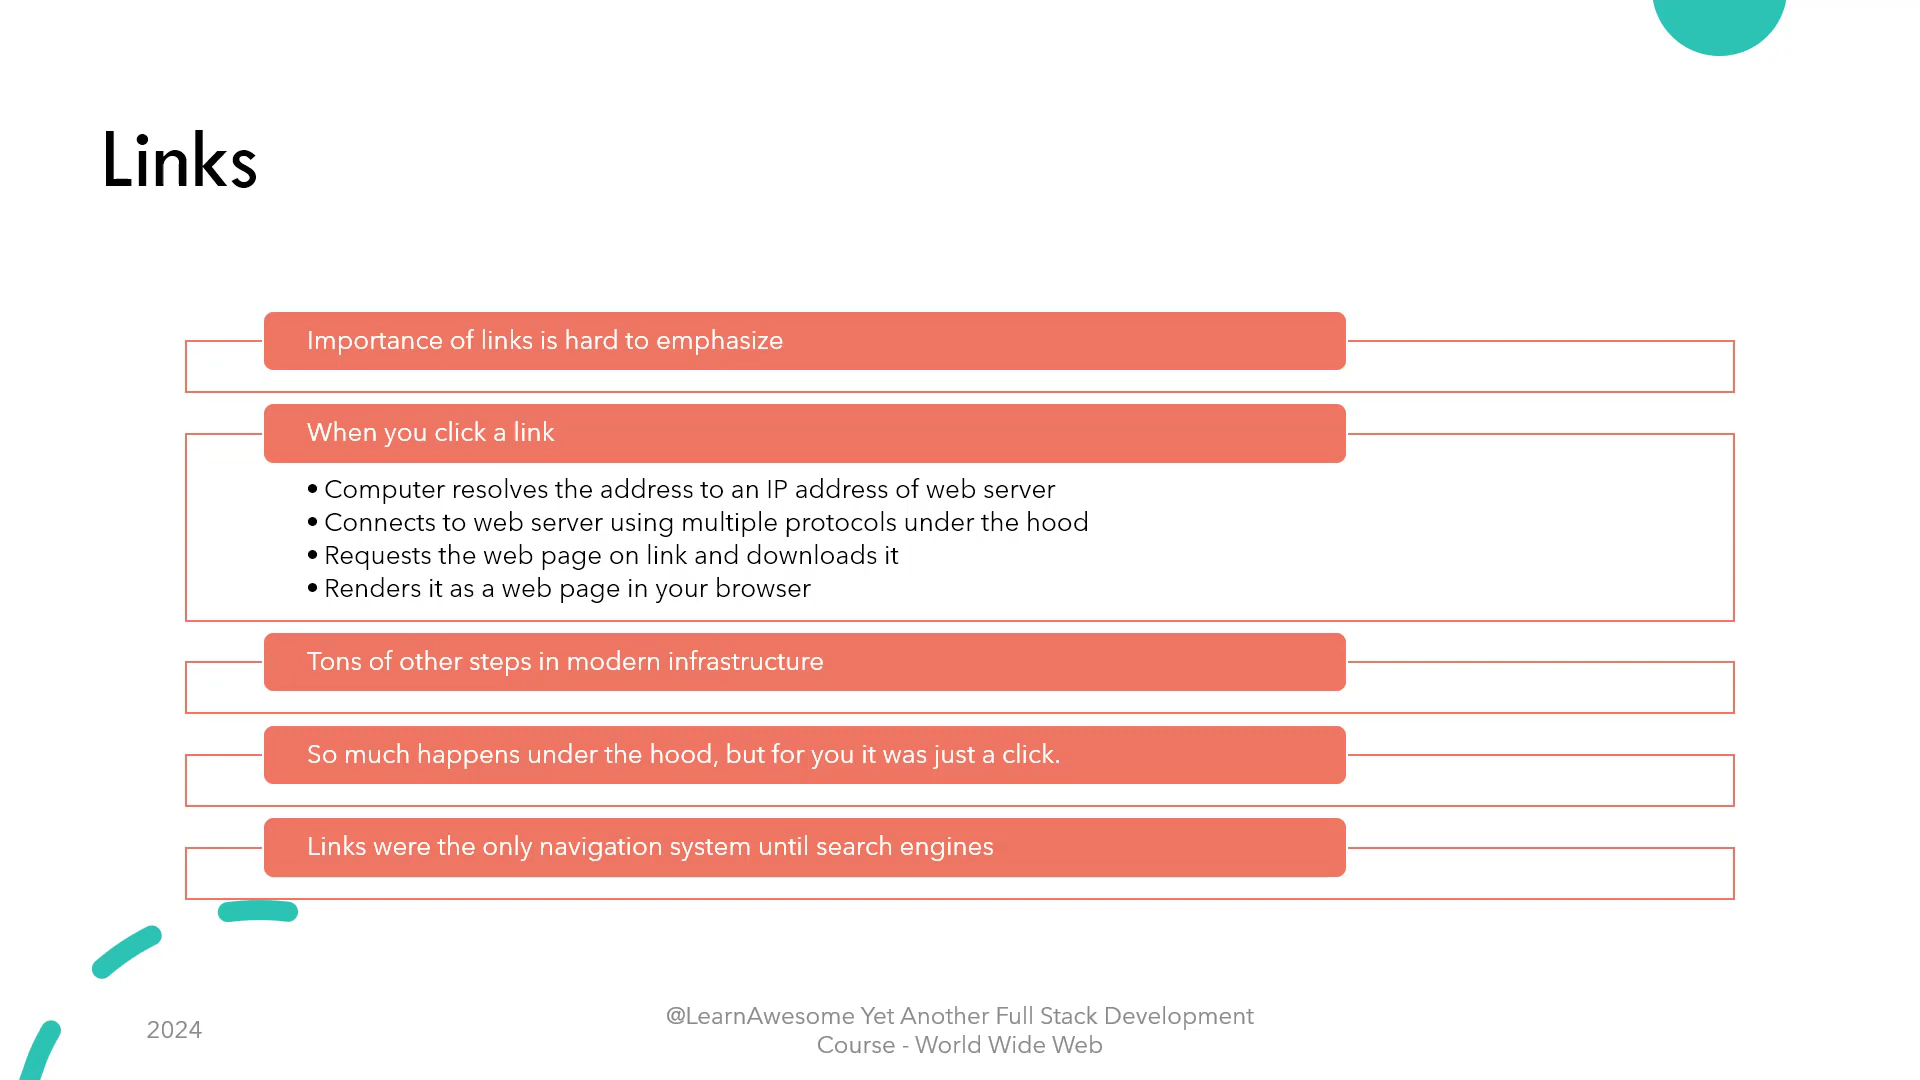 Links
Importance of links is hard to emphasize
When you click a link
• Computer resolves the address to an IP address of web server
• Connects to web server using multiple protocols under the hood
• Requests the web page on link and downloads it
• Renders it as a web page in your browser
Tons of other steps in modern infrastructure
So much happens under the hood, but for you it was just a click.
Links were the only navigation system until search engines
2024
@LearnAwesome Yet Another Full Stack Development
Course - World Wide Web